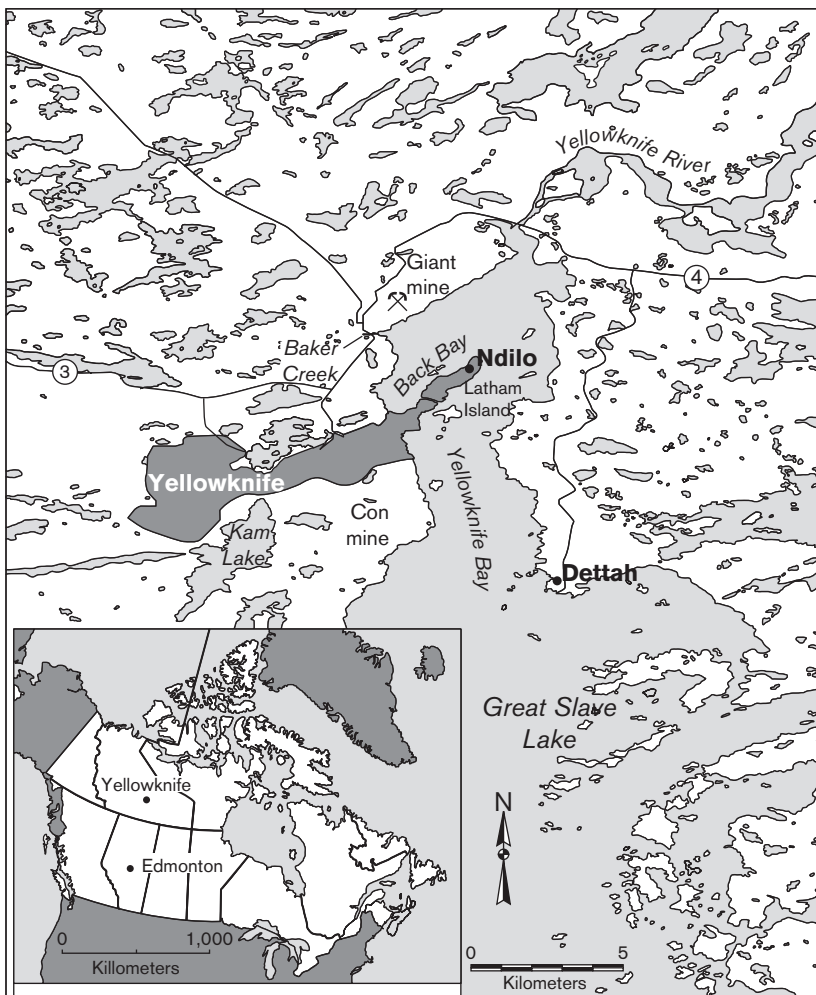 Yellowknife River
4
Giant
mine
Baker
Creek
Back Bay
Ndilo
Latham
Island
3
Yellowknife
Yellowknife Bay
Con
mine
Kam
Lake
Dettah
Great Slave
Lake
N
0 5
Kilometers
Yellowknife
Edmonton
0 1,000
Killometers